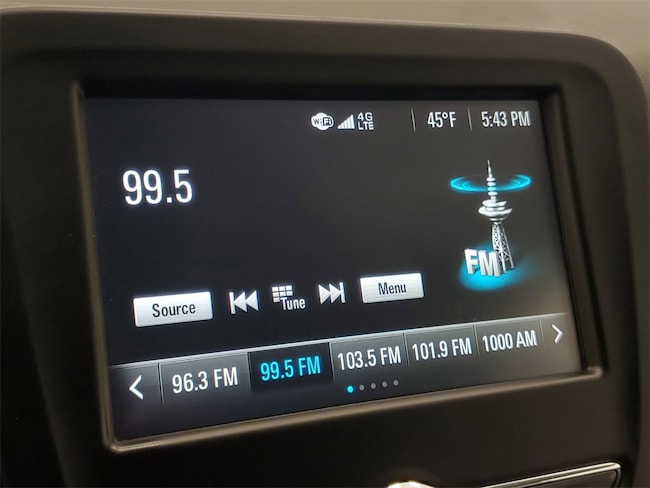 WiFi 4G LTE 45°F 5:43 PM
99.5
FM
Source Tune Menu
96.3 FM 99.5 FM 103.5 FM 101.9 FM 1000 AM